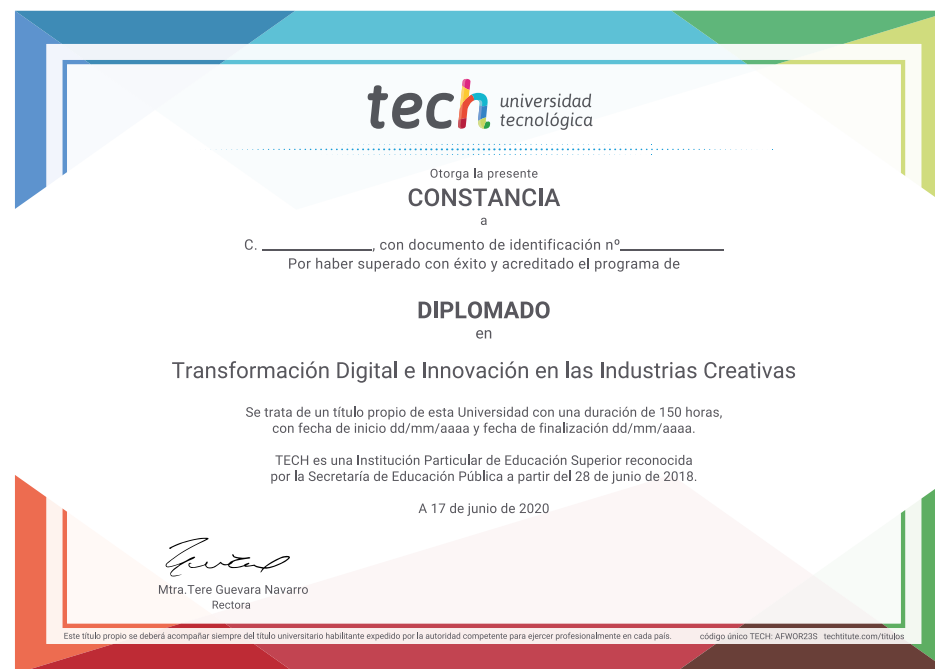 tech universidad
tecnológica
Otorga la presente
CONSTANCIA
a
C. ____________, con documento de identificación nº____________
Por haber superado con éxito y acreditado el programa de
DIPLOMADO
en
Transformación Digital e Innovación en las Industrias Creativas
Se trata de un título propio de esta Universidad con una duración de 150 horas,
con fecha de inicio dd/mm/aaaa y fecha de finalización dd/mm/aaaa.
TECH es una Institución Particular de Educación Superior reconocida
por la Secretaría de Educación Pública a partir del 28 de junio de 2018.
A 17 de junio de 2020
Mtra.Tere Guevara Navarro
Rectora
Este título propio se deberá acompañar siempre del título universitario habilitante expedido por la autoridad competente para ejercer profesionalmente en cada país. código único TECH: AFWOR23S techtitute.com/titulos